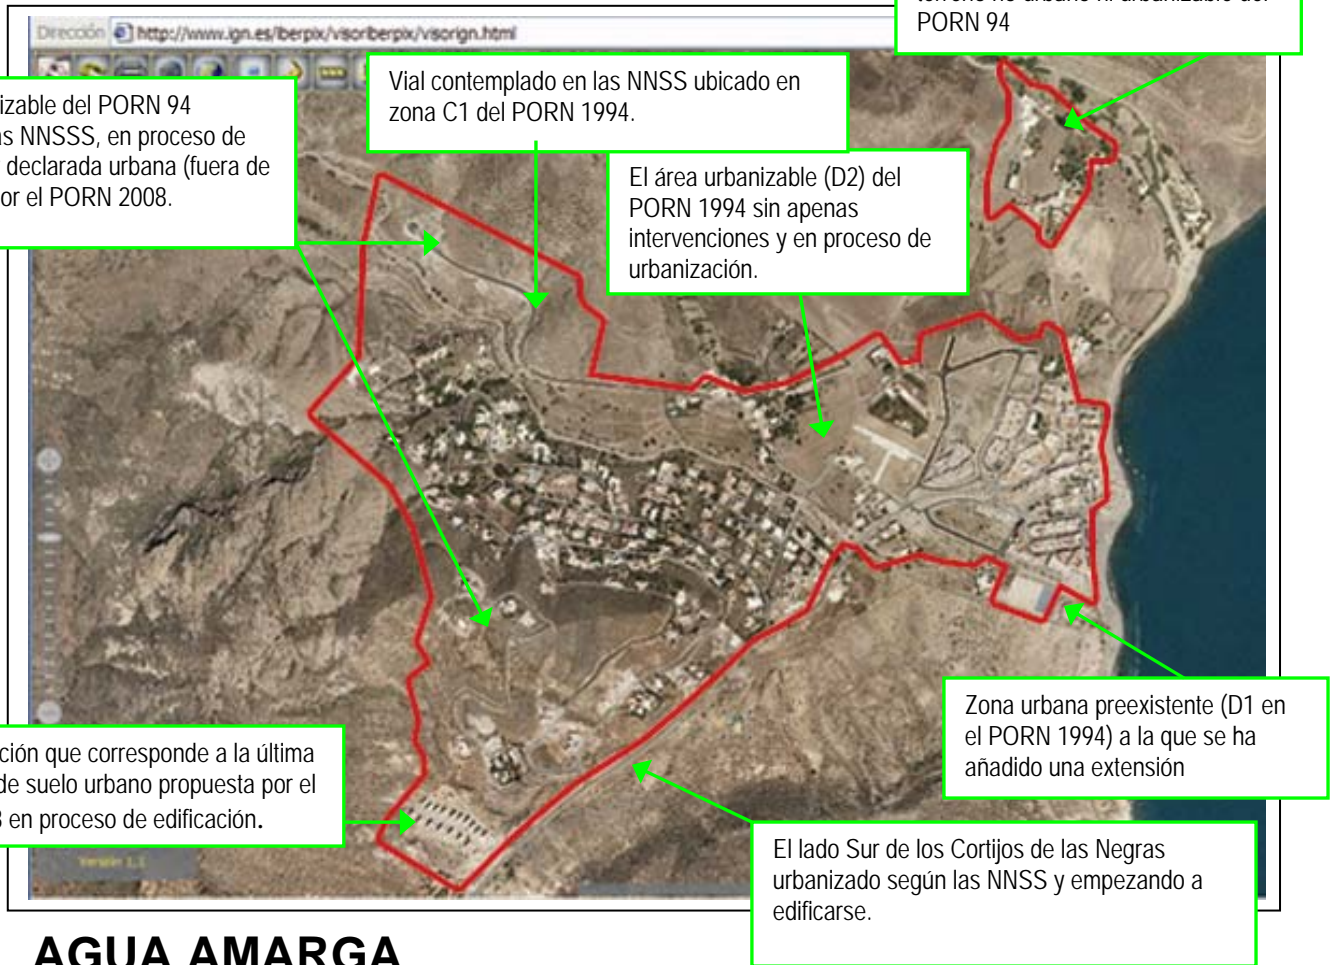 PORN 94
Dirección http://www.ign.es/iberpix/visoriberpix/visorign.html
Vial contemplado en las NNSS ubicado en
zona C1 del PORN 1994.
izable del PORN 94
as NNSSS, en proceso de
declarada urbana (fuera de
or el PORN 2008.
El área urbanizable (D2) del
PORN 1994 sin apenas
intervenciones y en proceso de
urbanización.
Zona urbana preexistente (D1 en
el PORN 1994) a la que se ha
añadido una extensión
ción que corresponde a la última
de suelo urbano propuesta por el
en proceso de edificación.
Versión 1.1
El lado Sur de los Cortijos de las Negras
urbanizado según las NNSS y empezando a
edificarse.
AGUA AMARGA